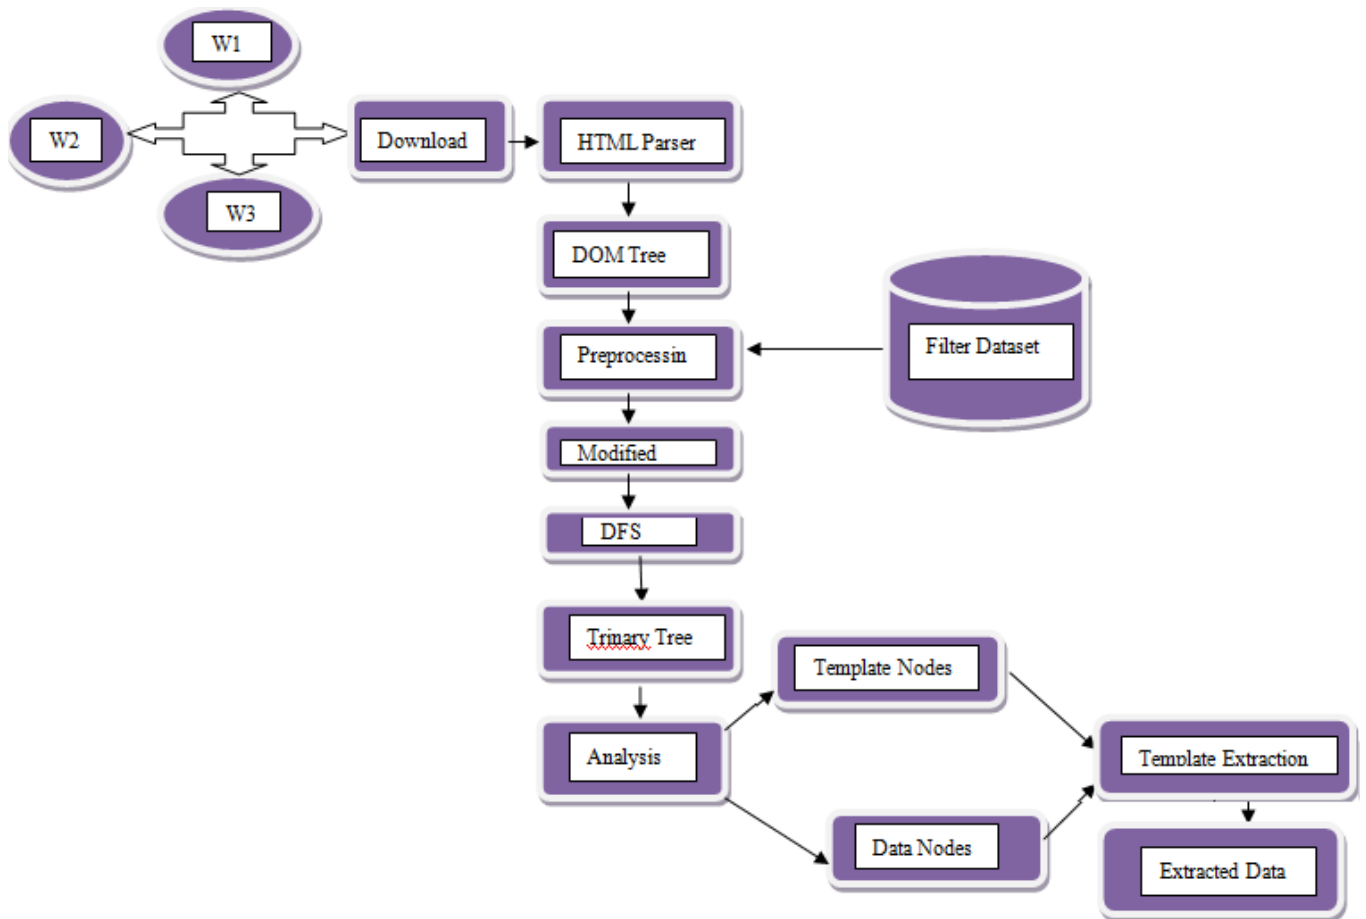 W1
W2
Download
HTML Parser
W3
DOM Tree
Preprocessin
Filter Dataset
Modified
DFS
Trinary Tree
Template Nodes
Analysis
Template Extraction
Data Nodes
Extracted Data